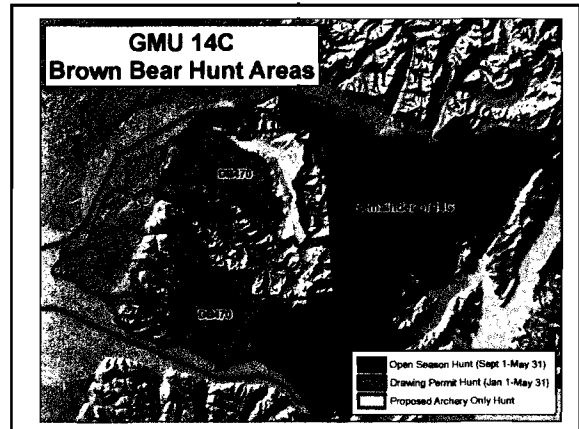 GMU 14C
Brown Bear Hunt Areas
DB470
Remainder of 14C
DB470
Open Season Hunt (Sept 1-May 31)
Drawing Permit Hunt (Jan 1-May 31)
Proposed Archery Only Hunt